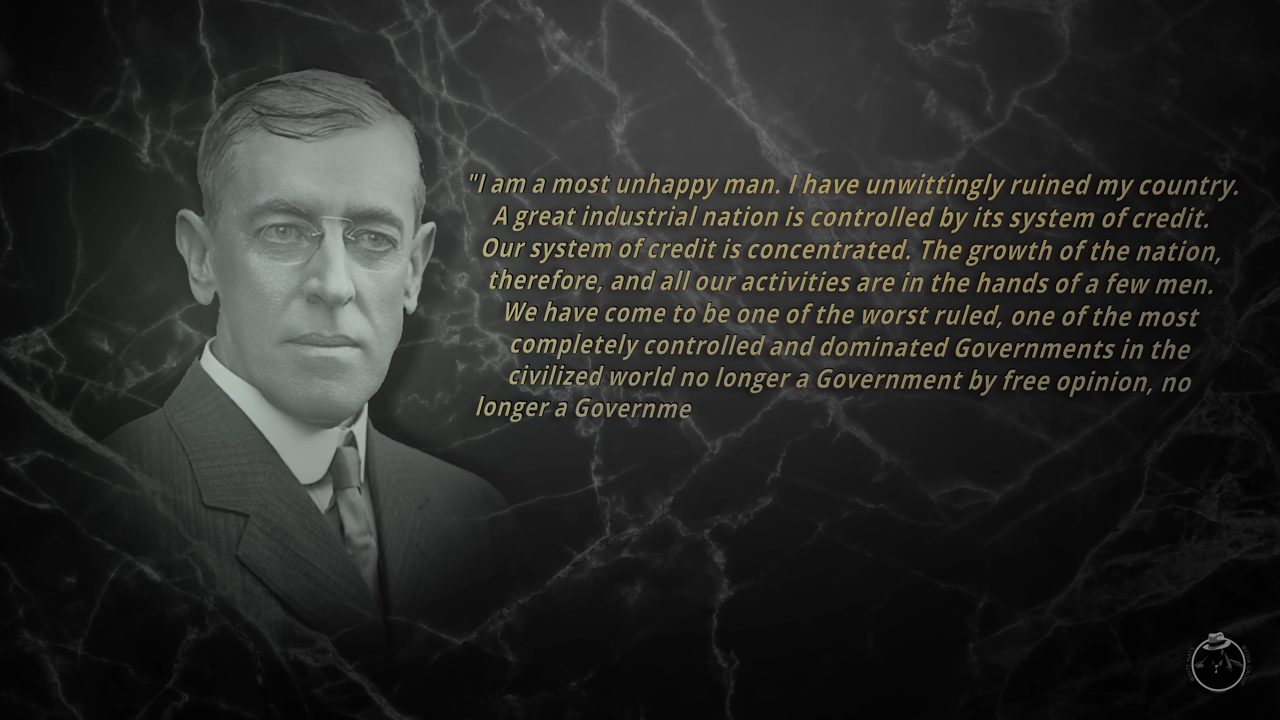 "I am a most unhappy man. I have unwittingly ruined my country.
A great industrial nation is controlled by its system of credit.
Our system of credit is concentrated. The growth of the nation,
therefore, and all our activities are in the hands of a few men.
We have come to be one of the worst ruled, one of the most
completely controlled and dominated Governments in the
civilized world no longer a Government by free opinion, no
longer a Governme